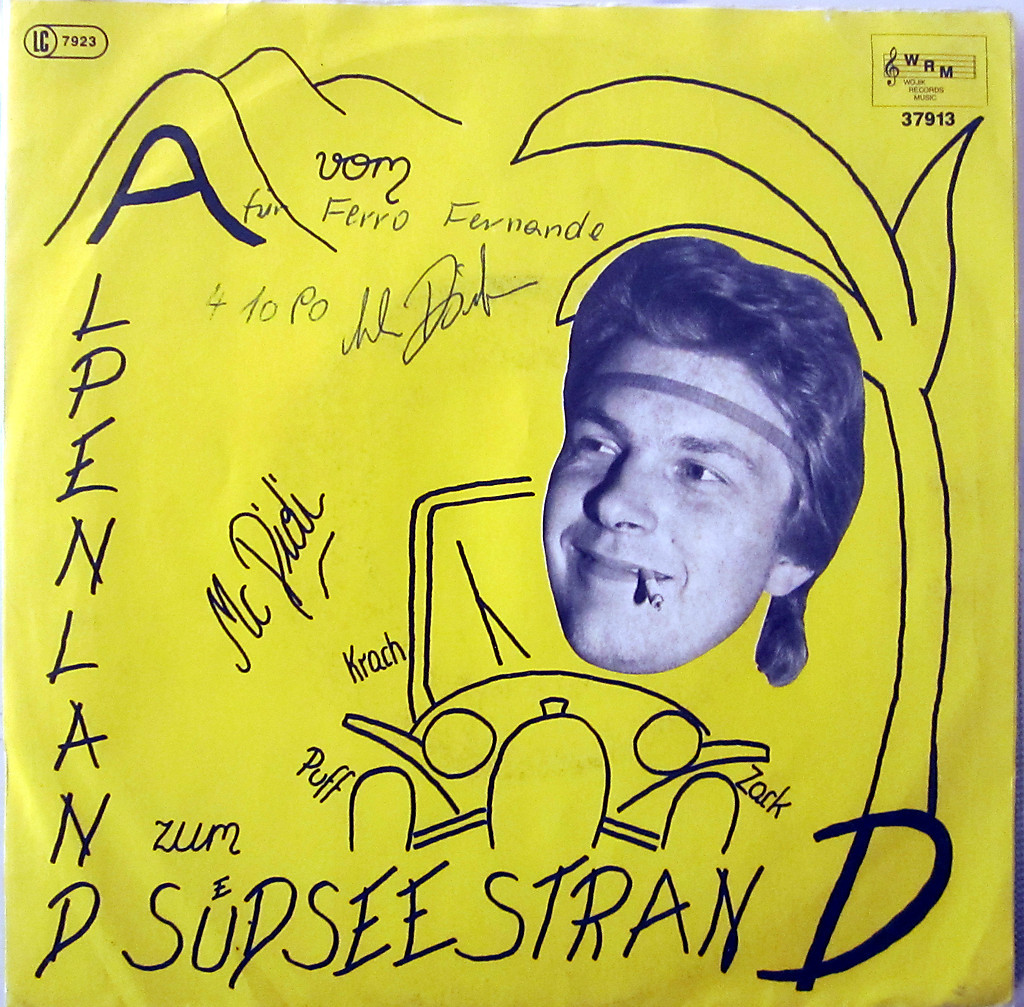 LC 7923
WRM
WOJIK
RECORDS
MUSIC
37913
vom
ALPENLAND
für Ferro Fernande
Mc Didi
Krach
Puff
Zack
zum
SÜDSEESTRAND